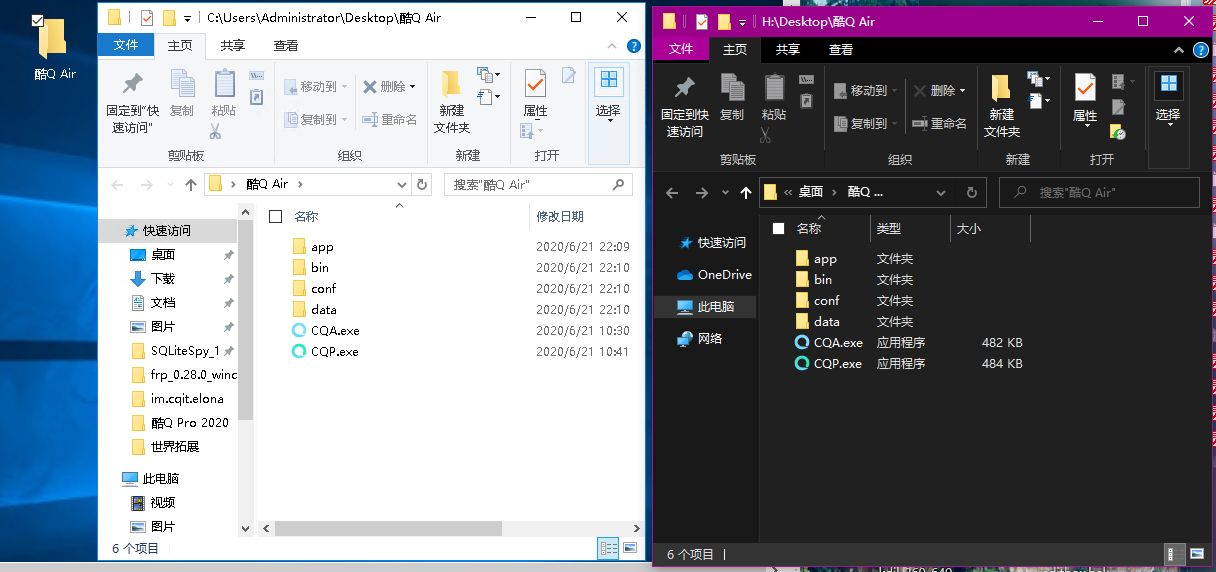 酷Q Air
C:\Users\Administrator\Desktop\酷Q Air
文件 主页 共享 查看
固定到"快速访问"
复制
粘贴
移动到
复制到
删除
重命名
新建
文件夹
属性
选择
剪贴板 组织 新建 打开
酷Q Air
搜索"酷Q Air"
名称 修改日期
快速访问
桌面
下载
文档
图片
SQLiteSpy_1
frp_0.28.0_winc
im.cqit.elona
酷Q Pro 2020
世界拓展
此电脑
视频
图片
app 2020/6/21 22:09
bin 2020/6/21 22:10
conf 2020/6/21 22:10
data 2020/6/21 22:10
CQA.exe 2020/6/21 10:30
CQP.exe 2020/6/21 10:41
6 个项目
H:\Desktop\酷Q Air
文件 主页 共享 查看
固定到"快
速访问"
复制
粘贴
移动到
复制到
删除
重命名
新建
文件夹
属性
选择
剪贴板 组织 新建 打开
« 桌面 酷Q ...
搜索"酷Q Air"
名称 类型 大小
快速访问
OneDrive
此电脑
网络
app 文件夹
bin 文件夹
conf 文件夹
data 文件夹
CQA.exe 应用程序 482 KB
CQP.exe 应用程序 484 KB
6 个项目